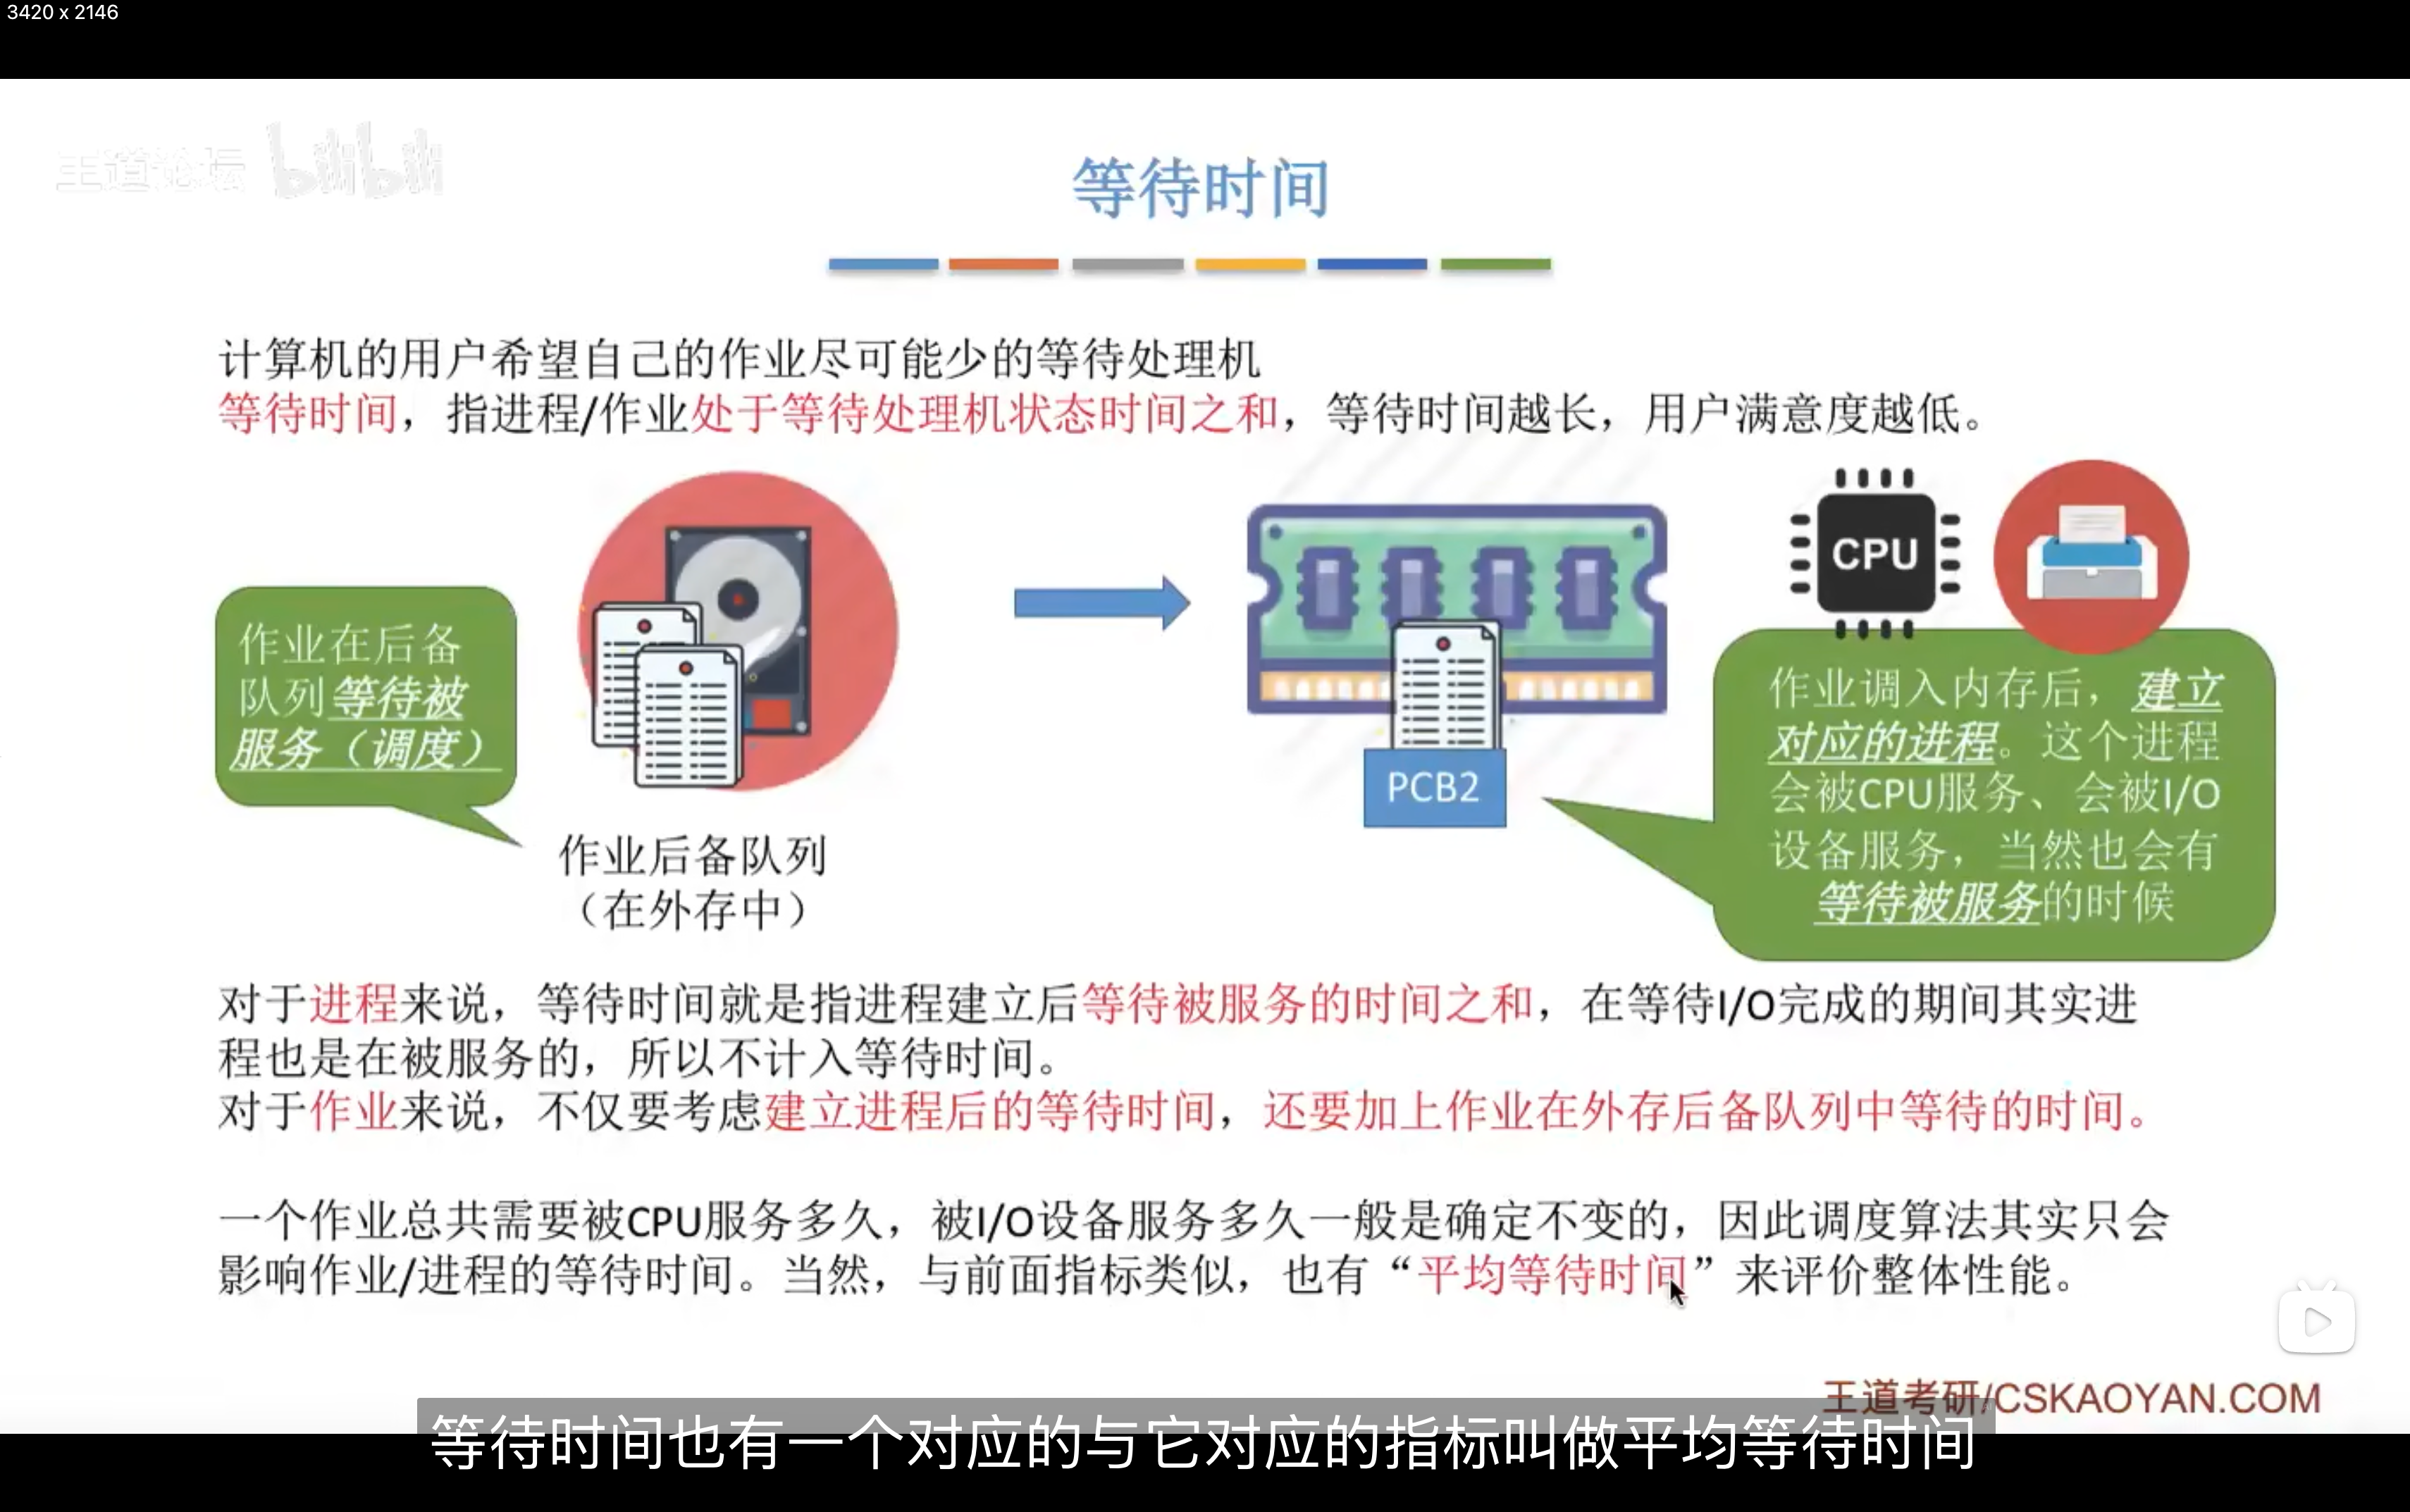 3420 x 2146
王道论坛 bilibili
等待时间
计算机的用户希望自己的作业尽可能少的等待处理机
等待时间，指进程/作业处于等待处理机状态时间之和，等待时间越长，用户满意度越低。
作业在后备
队列等待被
服务（调度）
作业后备队列
（在外存中）
PCB2
CPU
作业调入内存后，建立
对应的进程。这个进程
会被CPU服务、会被I/O
设备服务，当然也会有
等待被服务的时候
对于进程来说，等待时间就是指进程建立后等待被服务的时间之和，在等待I/O完成的期间其实进
程也是在被服务的，所以不计入等待时间。
对于作业来说，不仅要考虑建立进程后的等待时间，还要加上作业在外存后备队列中等待的时间。
一个作业总共需要被CPU服务多久，被I/O设备服务多久一般是确定不变的，因此调度算法其实只会
影响作业/进程的等待时间。当然，与前面指标类似，也有“平均等待时间”来评价整体性能。
王道考研/CSKAOYAN.COM
等待时间也有一个对应的与它对应的指标叫做平均等待时间